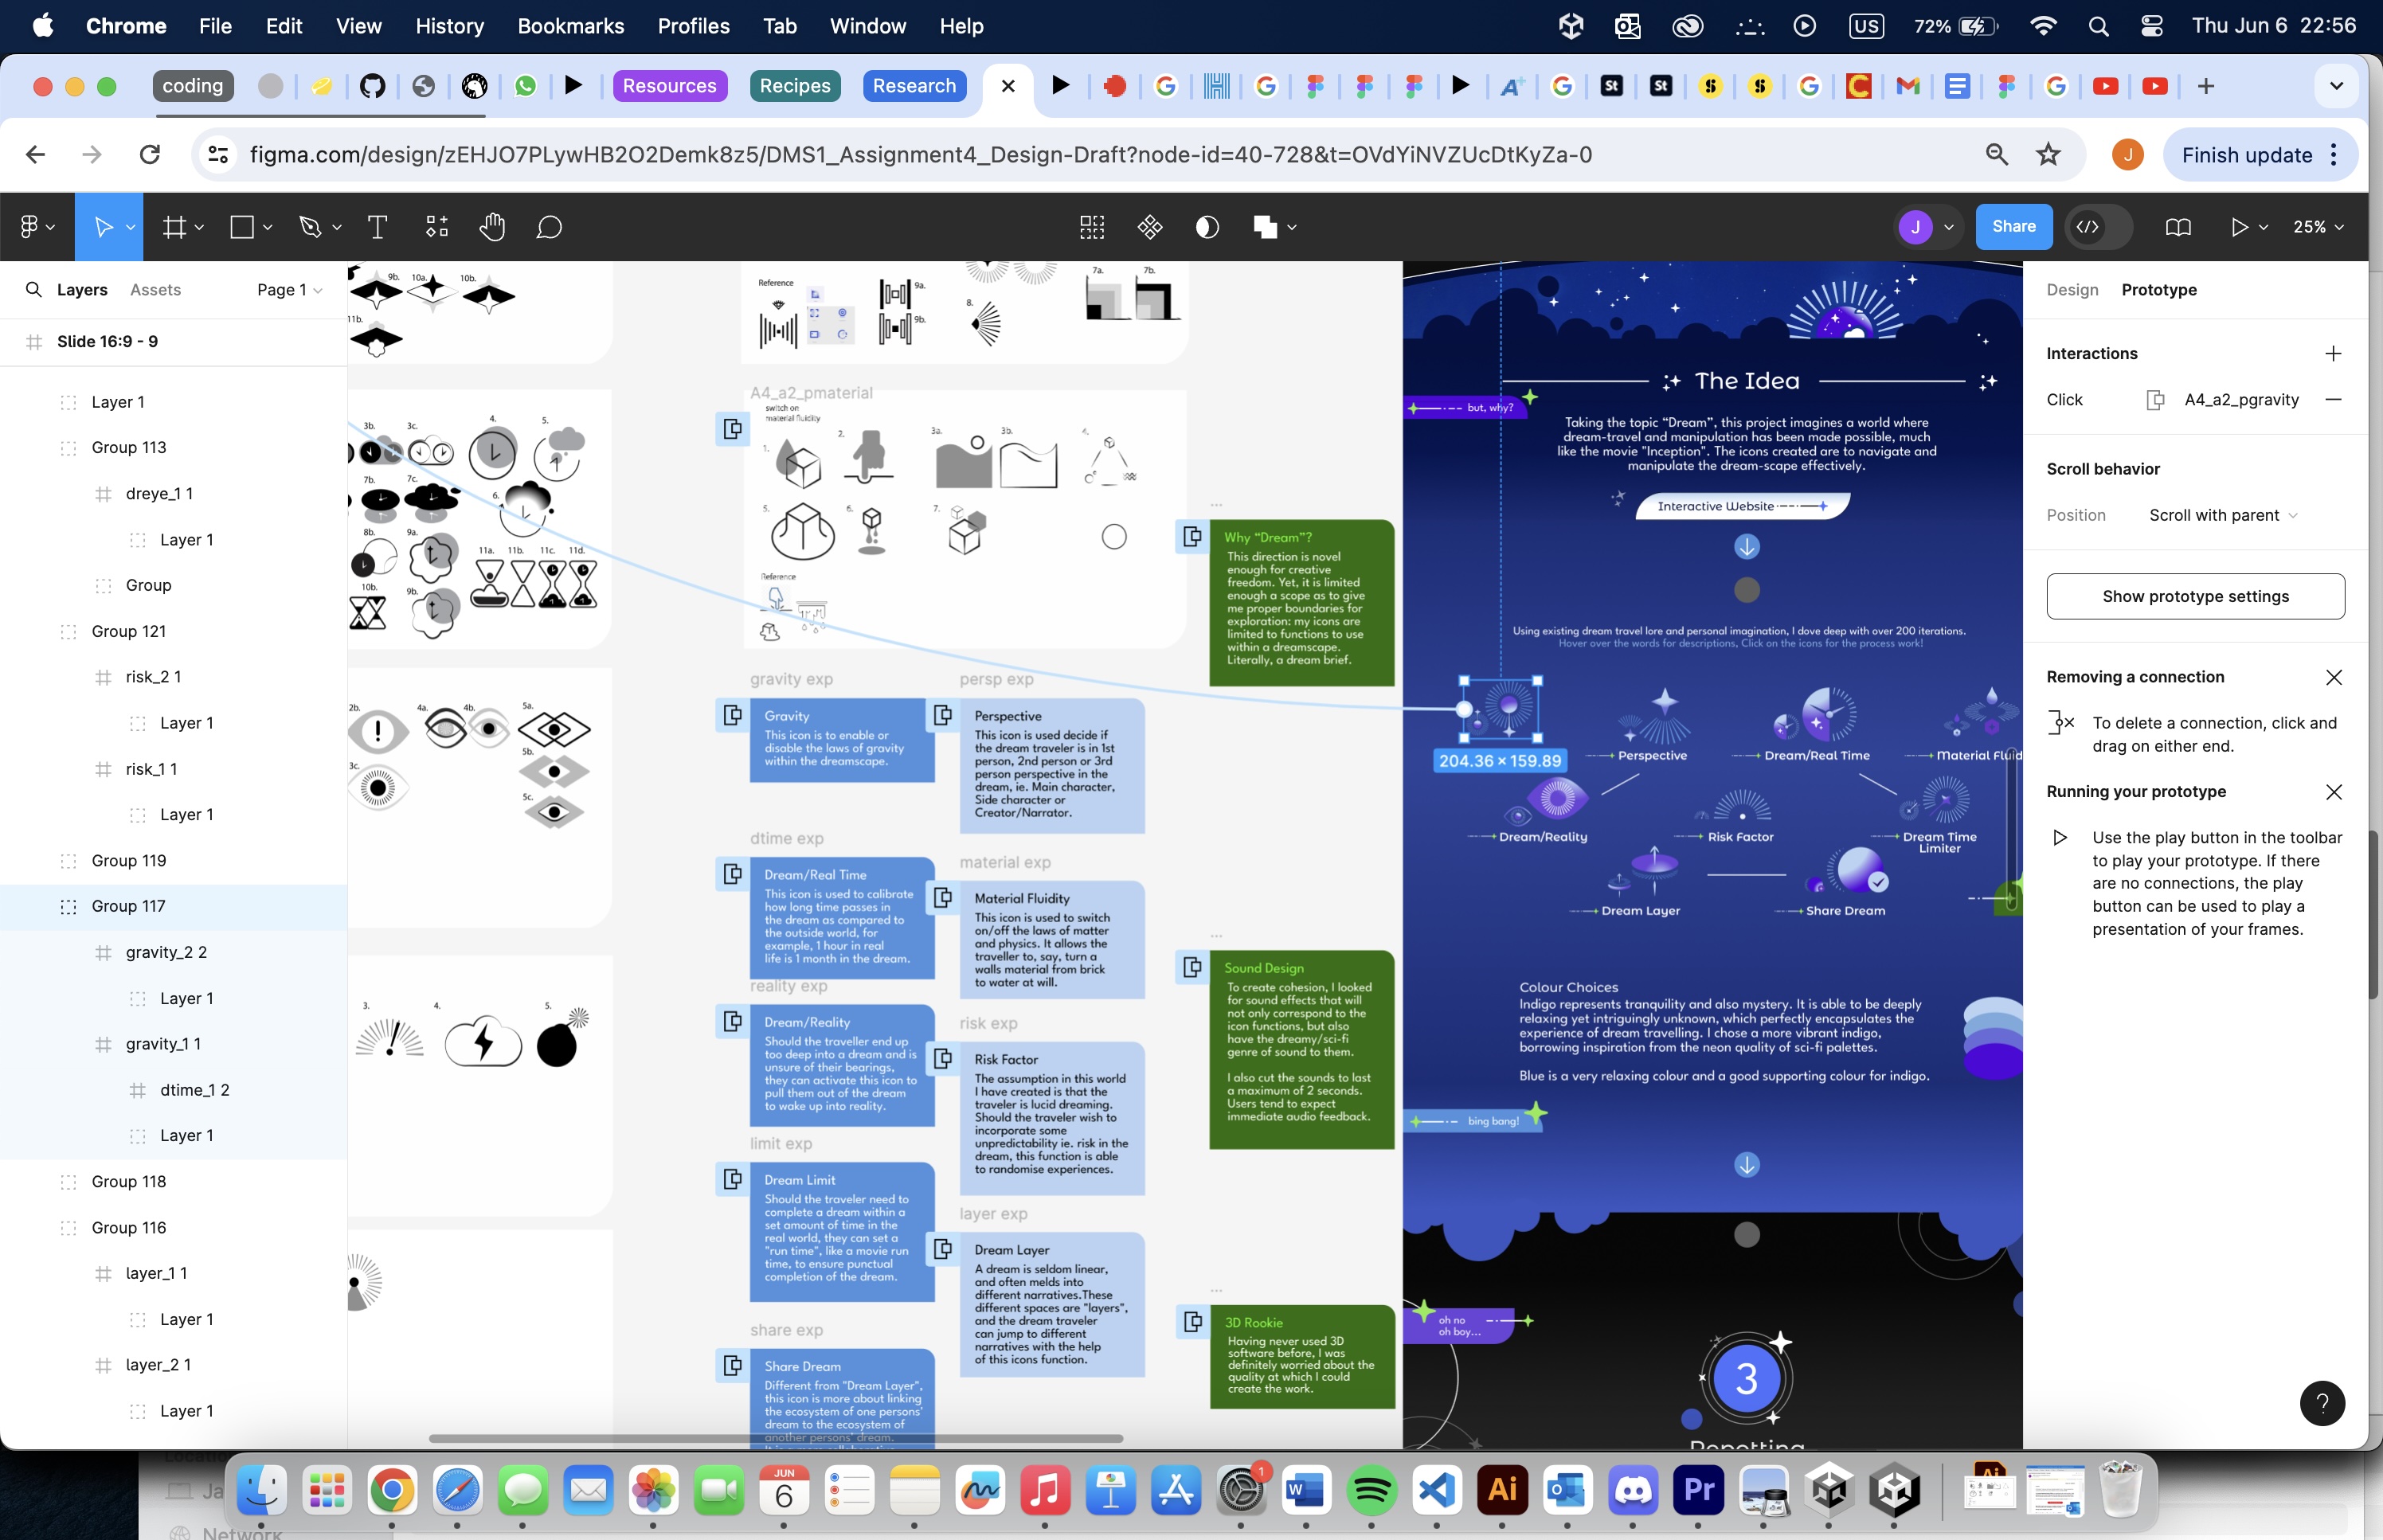 Chrome File Edit View History Bookmarks Profiles Tab Window Help US 72% Thu Jun 6 22:56
coding Resources Recipes Research
figma.com/design/zEHJO7PLywHB2O2Demk8z5/DMS1_Assignment4_Design-Draft?node-id=40-728&t=OVdYiNVZUcDtKyZa-0
J Finish update
J Share 25%
Layers Assets Page 1
Slide 16:9 - 9
Layer 1
Group 113
dreye_1 1
Layer 1
Group
Group 121
risk_2 1
Layer 1
risk_1 1
Layer 1
Group 119
Group 117
gravity_2 2
Layer 1
gravity_1 1
dtime_1 2
Layer 1
Group 118
Group 116
layer_1 1
Layer 1
layer_2 1
Layer 1
9b. 10a. 10b.
11b.
3b. 3c. 4. 5.
7b. 7c. 6.
8b. 9a.
11a. 11b. 11c. 11d.
10b. 9b.
2b. 4a. 4b. 5a.
5b.
3c.
5c.
3. 4. 5.
Reference
9a.
9b.
8.
7a. 7b.
A4_a2_pmaterial
switch on
material fluidity
1. 2. 3a. 3b.
5. 6. 7.
Reference
gravity exp
Gravity
This icon is to enable or
disable the laws of gravity
within the dreamscape.
dtime exp
Dream/Real Time
This icon is used to calibrate
how long time passes in
the dream as compared to
the outside world, for
example, 1 hour in real
life is 1 month in the dream.
reality exp
Dream/Reality
Should the traveller end up
too deep into a dream and is
unsure of their bearings,
they can activate this icon to
pull them out of the dream
to wake up into reality.
limit exp
Dream Limit
Should the traveler need to
complete a dream within a
set amount of time in the
real world, they can set a
"run time", like a movie run
time, to ensure punctual
completion of the dream.
share exp
Share Dream
Different from "Dream Layer",
this icon is more about linking
the ecosystem of one persons'
dream to the ecosystem of
another persons' dream.
persp exp
Perspective
This icon is used decide if
the dream traveler is in 1st
person, 2nd person or 3rd
person perspective in the
dream, ie. Main character,
Side character or
Creator/Narrator.
material exp
Material Fluidity
This icon is used to switch
on/off the laws of matter
and physics. It allows the
traveller to, say, turn a
walls material from brick
to water at will.
risk exp
Risk Factor
The assumption in this world
I have created is that the
traveler is lucid dreaming.
Should the traveler wish to
incorporate some
unpredictability ie. risk in the
dream, this function is able
to randomise experiences.
layer exp
Dream Layer
A dream is seldom linear,
and often melds into
different narratives.These
different spaces are "layers",
and the dream traveler
can jump to different
narratives with the help
of this icons function.
...
Why “Dream”?
This direction is novel
enough for creative
freedom. Yet, it is limited
enough a scope as to give
me proper boundaries for
exploration: my icons are
limited to functions to use
within a dreamscape.
Literally, a dream brief.
...
Sound Design
To create cohesion, I looked
for sound effects that will
not only correspond to the
icon functions, but also
have the dreamy/sci-fi
genre of sound to them.
I also cut the sounds to last
a maximum of 2 seconds.
Users tend to expect
immediate audio feedback.
...
3D Rookie
Having never used 3D
software before, I was
definitely worried about the
quality at which I could
create the work.
The Idea
but, why?
Taking the topic “Dream”, this project imagines a world where
dream-travel and manipulation has been made possible, much
like the movie "Inception". The icons created are to navigate and
manipulate the dream-scape effectively.
Interactive Website
Using existing dream travel lore and personal imagination, I dove deep with over 200 iterations.
Hover over the words for descriptions, Click on the icons for the process work!
204.36 × 159.89
Perspective
Dream/Real Time
Material Fluid
Dream/Reality
Risk Factor
Dream Time
Limiter
Dream Layer
Share Dream
Colour Choices
Indigo represents tranquility and also mystery. It is able to be deeply
relaxing yet intriguingly unknown, which perfectly encapsulates the
experience of dream travelling. I chose a more vibrant indigo,
borrowing inspiration from the neon quality of sci-fi palettes.
Blue is a very relaxing colour and a good supporting colour for indigo.
bing bang!
oh no
oh boy...
3
Design Prototype
Interactions
Click A4_a2_pgravity
Scroll behavior
Position Scroll with parent
Show prototype settings
Removing a connection
To delete a connection, click and
drag on either end.
Running your prototype
Use the play button in the toolbar
to play your prototype. If there
are no connections, the play
button can be used to play a
presentation of your frames.
?
JUN
6
1
Ai
Pr
Network